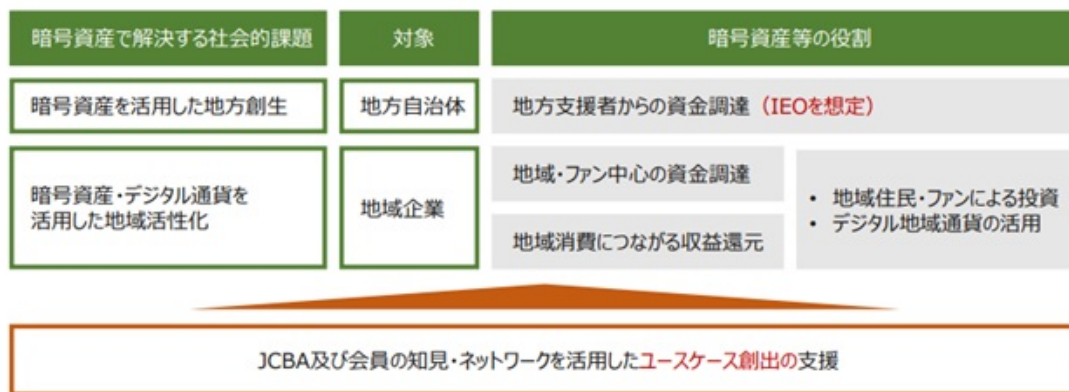 暗号資産で解決する社会的課題
対象
暗号資産等の役割
暗号資産を活用した地方創生
地方自治体
地方支援者からの資金調達（IEOを想定）
暗号資産・デジタル通貨を
活用した地域活性化
地域企業
地域・ファン中心の資金調達
地域消費につながる収益還元
• 地域住民・ファンによる投資
• デジタル地域通貨の活用
JCBA及び会員の知見・ネットワークを活用したユースケース創出の支援